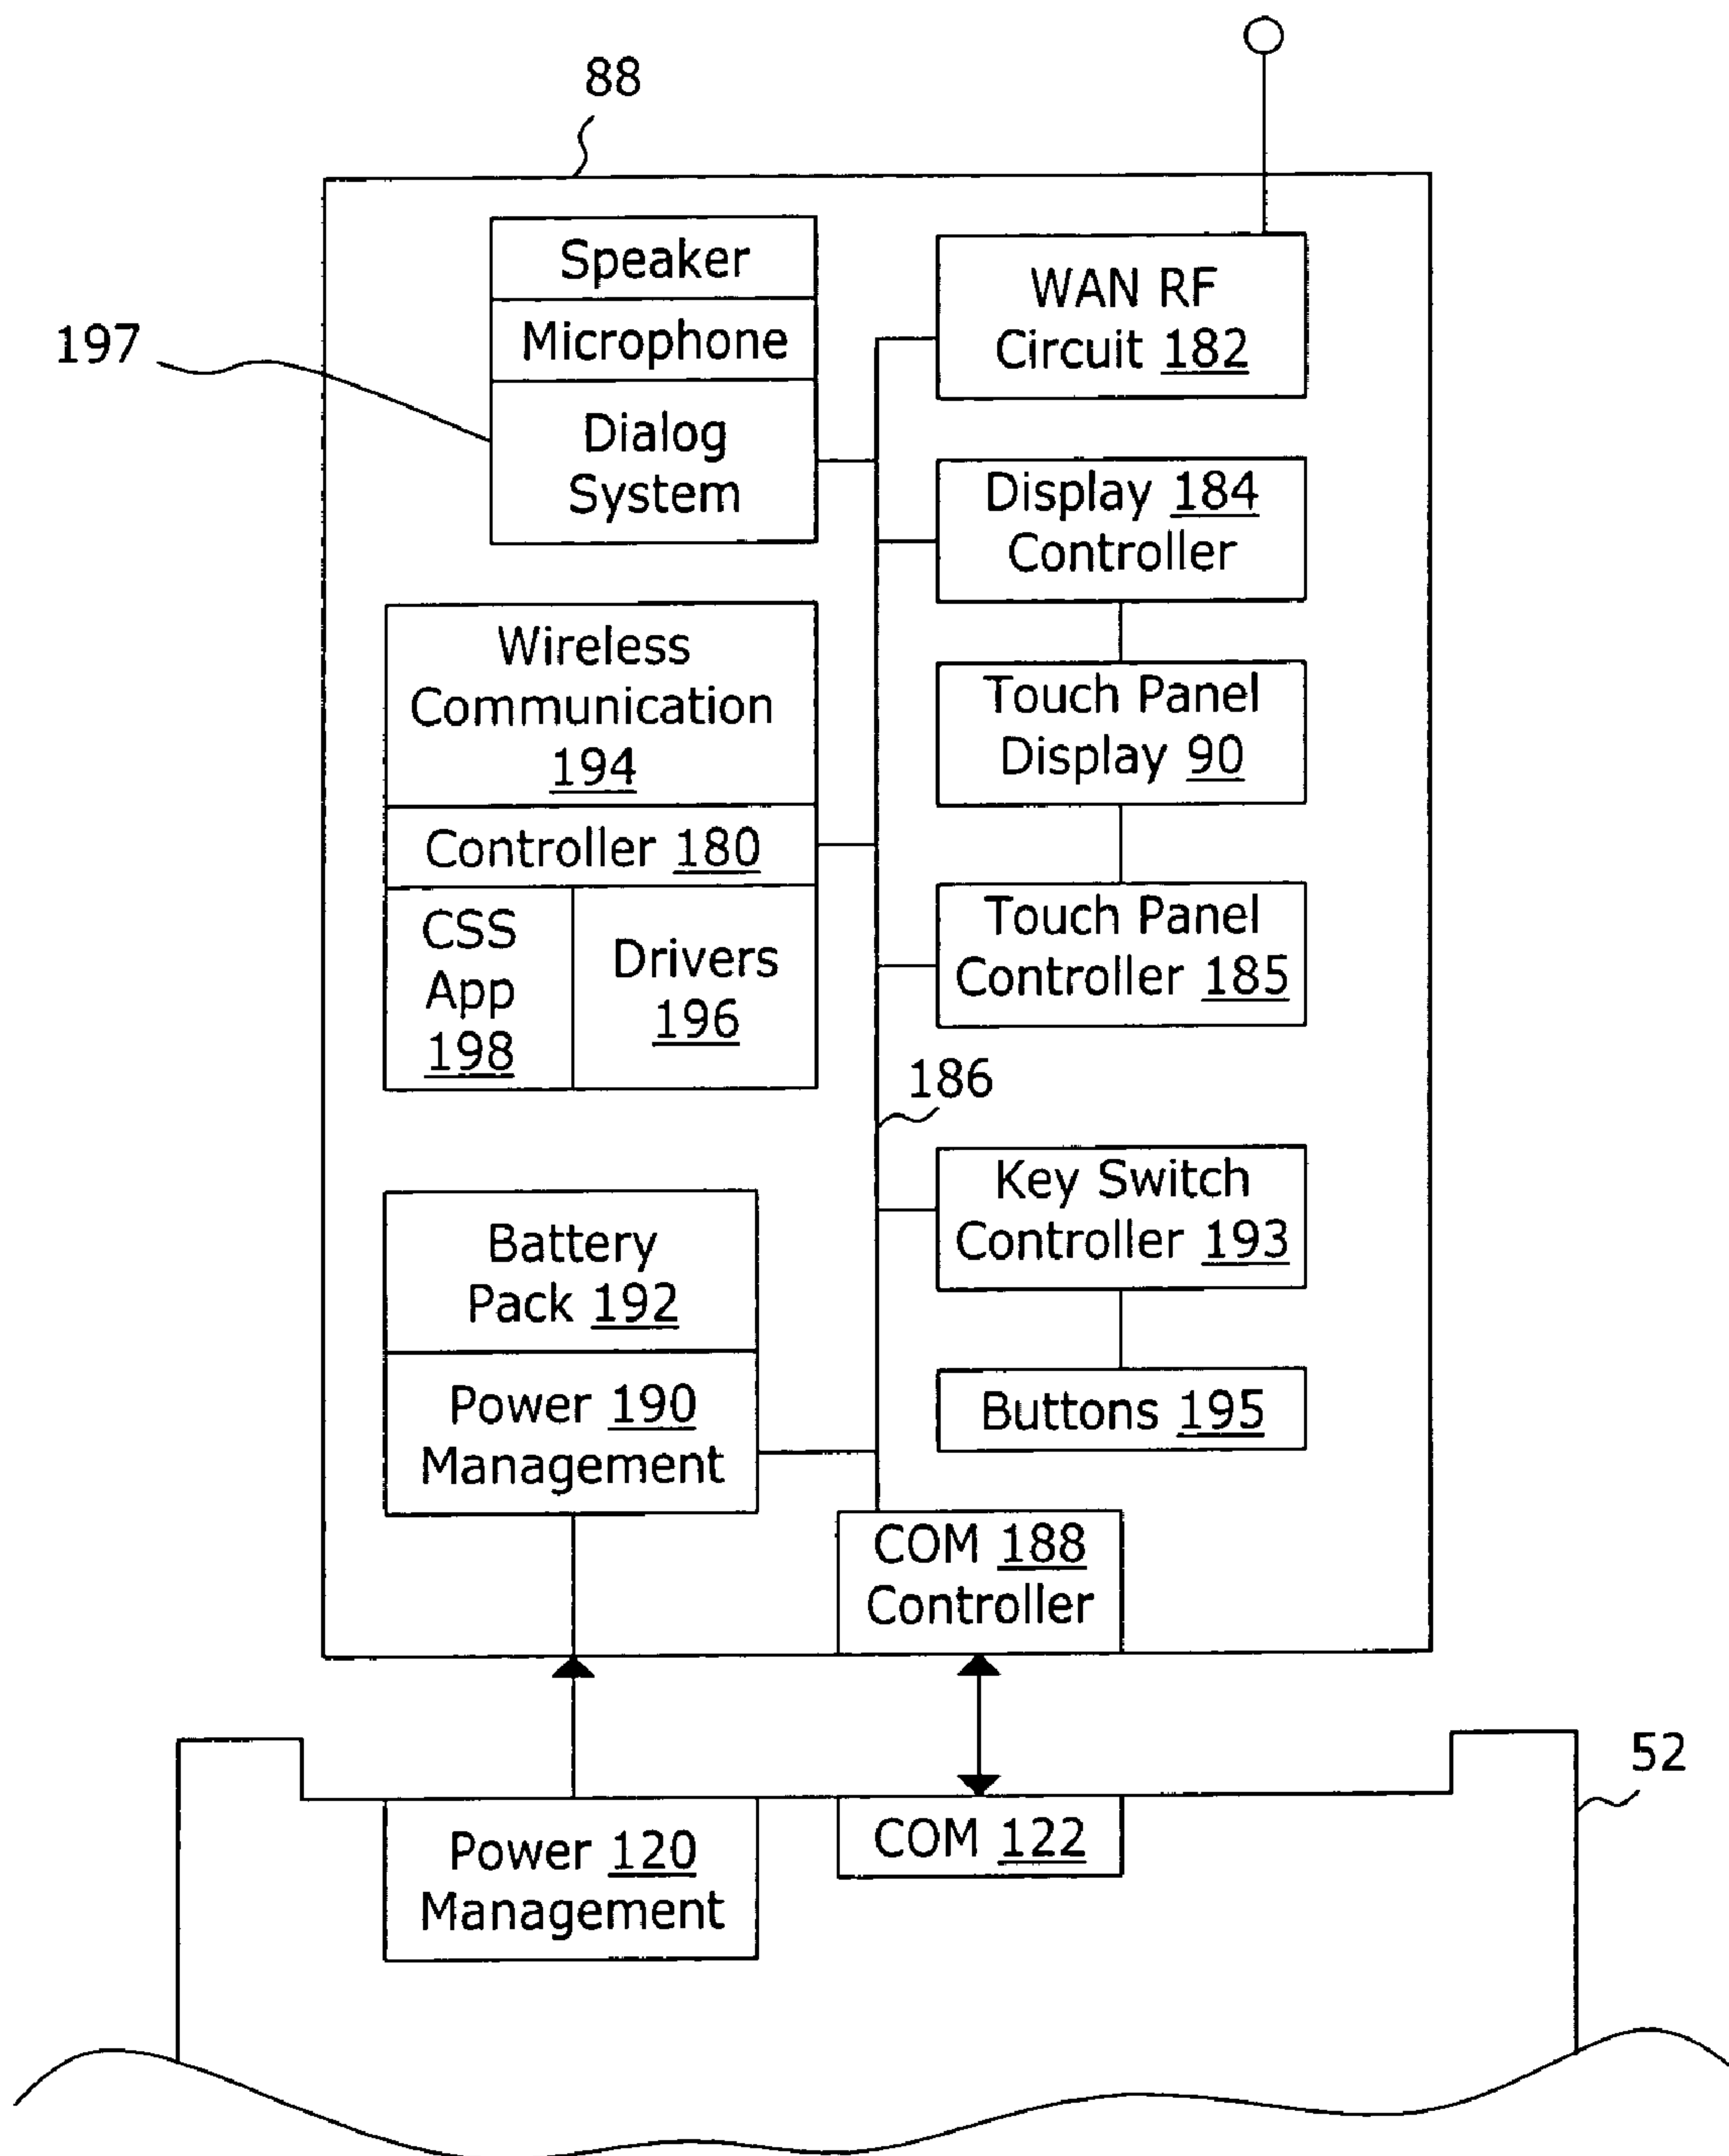 88
Speaker
Microphone
197
Dialog
System
WAN RF
Circuit 182
Display 184
Controller
Wireless
Communication
194
Controller 180
CSS
App
198
Drivers
196
Touch Panel
Display 90
Touch Panel
Controller 185
186
Key Switch
Controller 193
Buttons 195
Battery
Pack 192
Power 190
Management
COM 188
Controller
52
Power 120
Management
COM 122